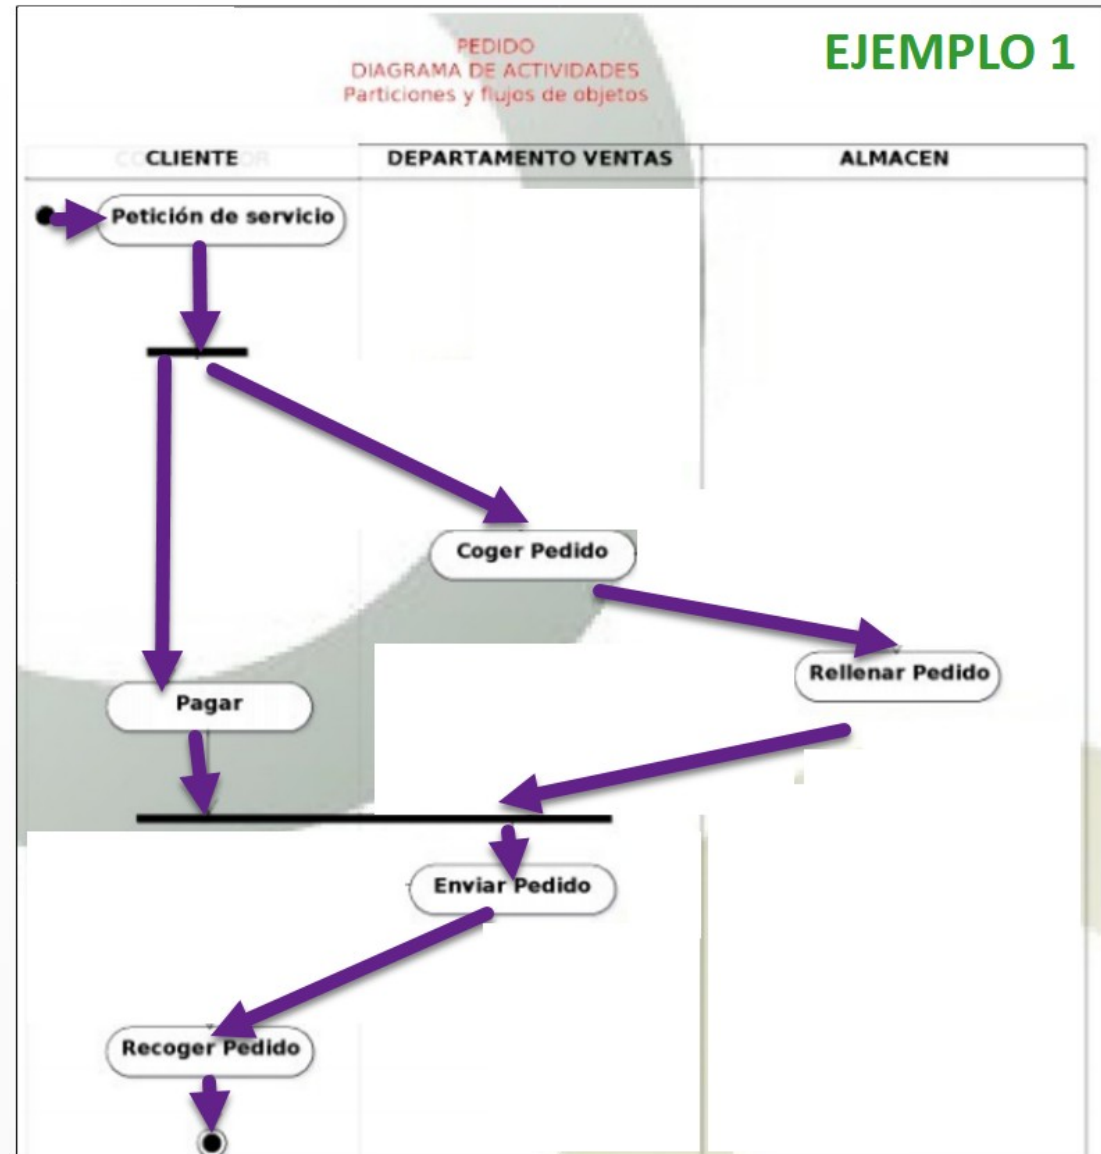 EJEMPLO 1
PEDIDO
DIAGRAMA DE ACTIVIDADES
Particiones y flujos de objetos
CLIENTE
DEPARTAMENTO VENTAS
ALMACEN
Petición de servicio
Coger Pedido
Rellenar Pedido
Pagar
Enviar Pedido
Recoger Pedido